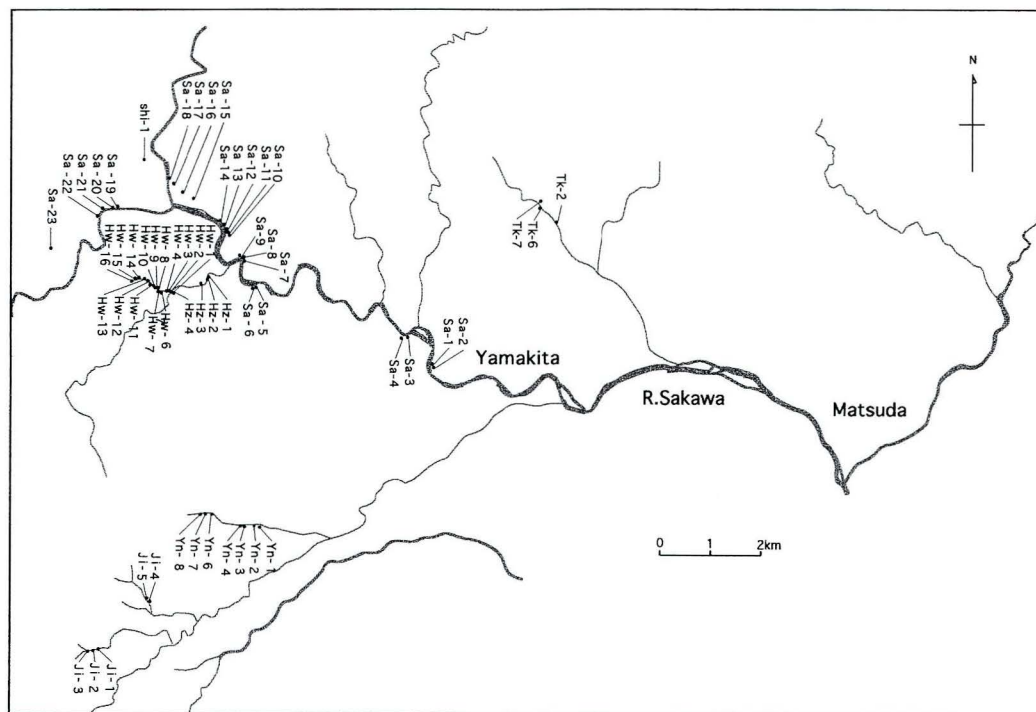 N
Sa-15
Sa-16
Sa-17
Sa-18
shi-1
Sa-10
Sa-11
Sa-12
Sa-13
Sa-14
Sa-19
Sa-20
Sa-21
Sa-22
Sa-23
Sa-9
Sa-8
Sa-7
Hw-1
Hw-2
Hw-3
Hw-4
Hw-8
Hw-9
Hw-10
Hw-14
Hw-15
Hw-16
Hw-13
Hw-12
Hw-11
Hw-7
Hw-6
Hz-4
Hz-3
Hz-2
Hz-1
Sa-6
Sa-5
Tk-2
Tk-6
Tk-7
Sa-2
Sa-1
Sa-3
Sa-4
Yamakita
R.Sakawa
Matsuda
0 1 2km
Yn-1
Yn-2
Yn-3
Yn-4
Yn-6
Yn-7
Yn-8
Ji-4
Ji-5
Ji-1
Ji-2
Ji-3